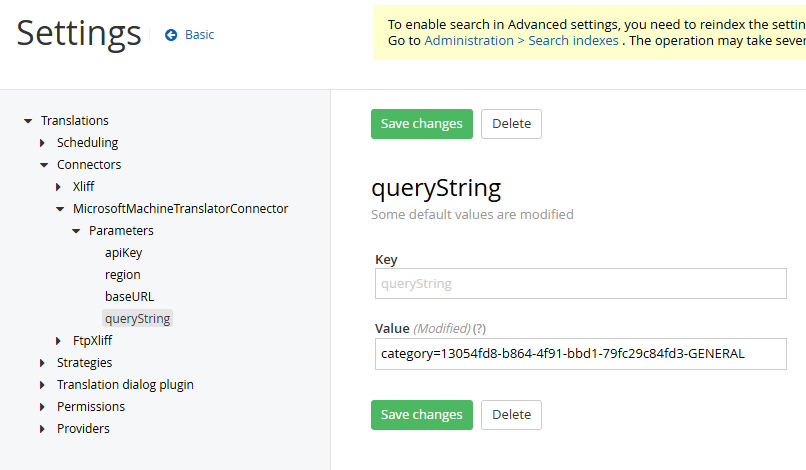 Settings
Basic
To enable search in Advanced settings, you need to reindex the settin
Go to Administration > Search indexes . The operation may take sever
Translations
Scheduling
Connectors
Xliff
MicrosoftMachineTranslatorConnector
Parameters
apiKey
region
baseURL
queryString
FtpXliff
Strategies
Translation dialog plugin
Permissions
Providers
Save changes Delete
queryString
Some default values are modified
Key
queryString
Value (Modified) (?)
category=13054fd8-b864-4f91-bbd1-79fc29c84fd3-GENERAL
Save changes Delete